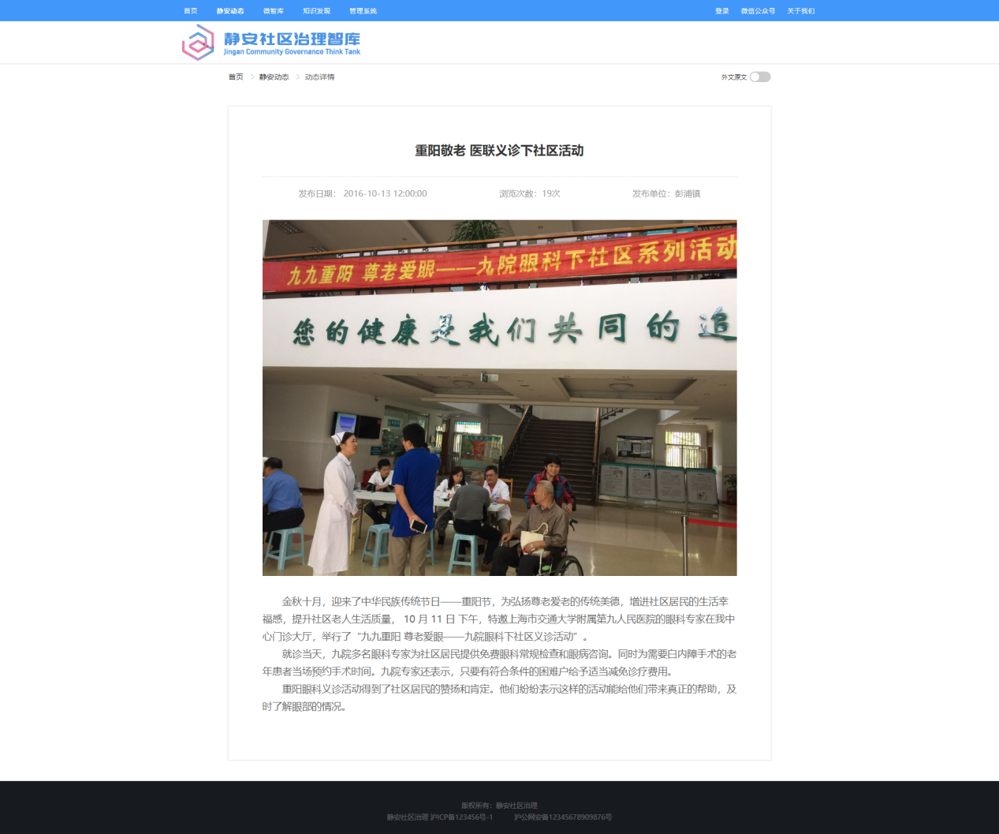 首页 静安动态 微智库 知识发现 管理系统 登录 微信公众号 关于我们
静安社区治理智库
Jingan Community Governance Think Tank
首页 静安动态 动态详情 外文原文
重阳敬老 医联义诊下社区活动
发布日期： 2016-10-13 12:00:00 浏览次数：19次 发布单位：彭浦镇
九九重阳 尊老爱眼——九院眼科下社区系列活动
您的健康是我们共同的追
金秋十月，迎来了中华民族传统节日——重阳节，为弘扬尊老爱老的传统美德，增进社区居民的生活幸
福感，提升社区老人生活质量， 10 月 11 日 下午，特邀上海市交通大学附属第九人民医院的眼科专家在我中
心门诊大厅，举行了“九九重阳 尊老爱眼——九院眼科下社区义诊活动”。
就诊当天，九院多名眼科专家为社区居民提供免费眼科常规检查和眼病咨询。同时为需要白内障手术的老
年患者当场预约手术时间。九院专家还表示，只要有符合条件的困难户给予适当减免诊疗费用。
重阳眼科义诊活动得到了社区居民的赞扬和肯定。他们纷纷表示这样的活动能给他们带来真正的帮助，及
时了解眼部的情况。
版权所有：静安社区治理
静安社区治理 沪ICP备123456号-1 沪公网安备12345678909876号